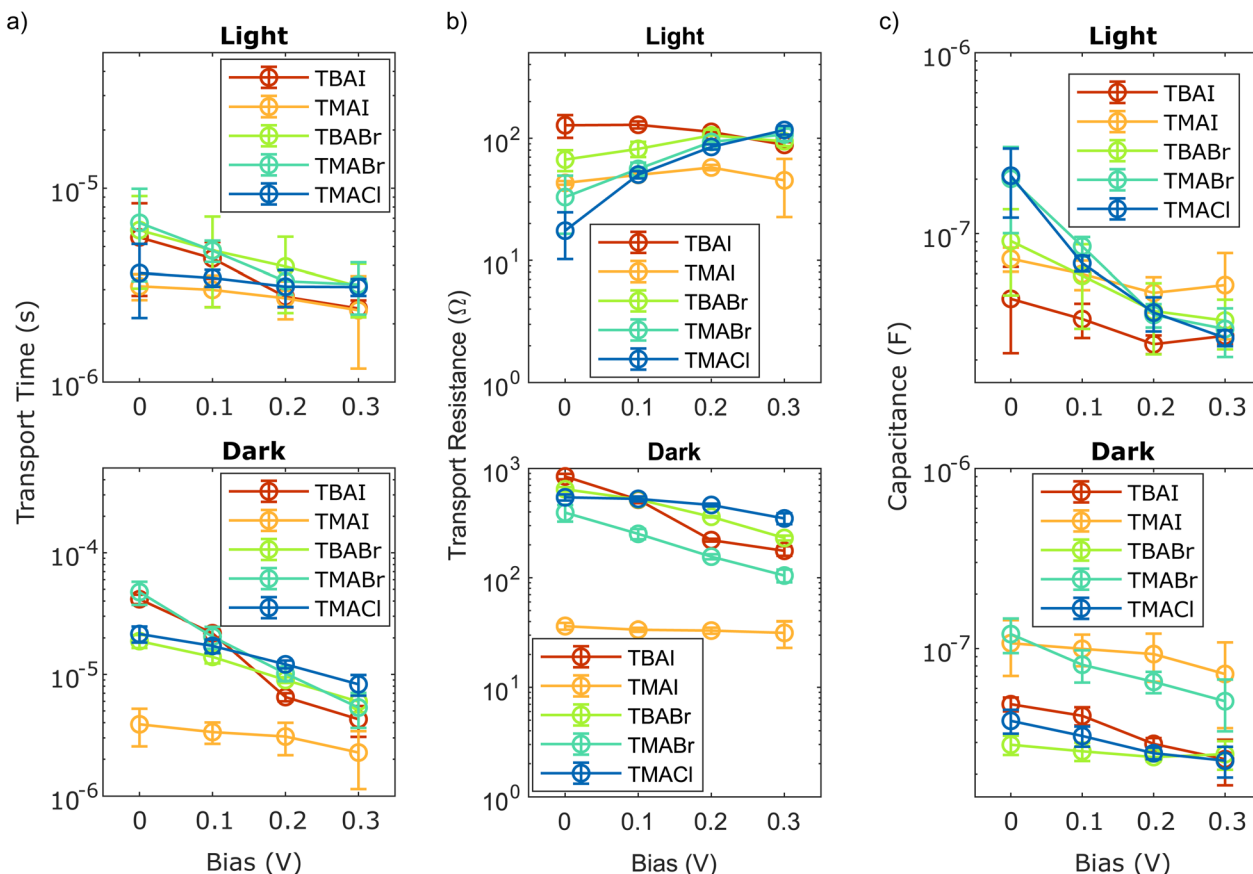 a)
Light
10^-5
10^-6
TBAI
TMAI
TBABr
TMABr
TMACl
0 0.1 0.2 0.3
Dark
10^-4
10^-5
10^-6
TBAI
TMAI
TBABr
TMABr
TMACl
0 0.1 0.2 0.3
Transport Time (s)
Bias (V)
b)
Light
10^2
10^1
10^0
TBAI
TMAI
TBABr
TMABr
TMACl
0 0.1 0.2 0.3
Dark
10^3
10^2
10^1
10^0
TBAI
TMAI
TBABr
TMABr
TMACl
0 0.1 0.2 0.3
Transport Resistance (Ω)
Bias (V)
c)
Light
10^-6
10^-7
TBAI
TMAI
TBABr
TMABr
TMACl
0 0.1 0.2 0.3
Dark
10^-6
10^-7
TBAI
TMAI
TBABr
TMABr
TMACl
0 0.1 0.2 0.3
Capacitance (F)
Bias (V)